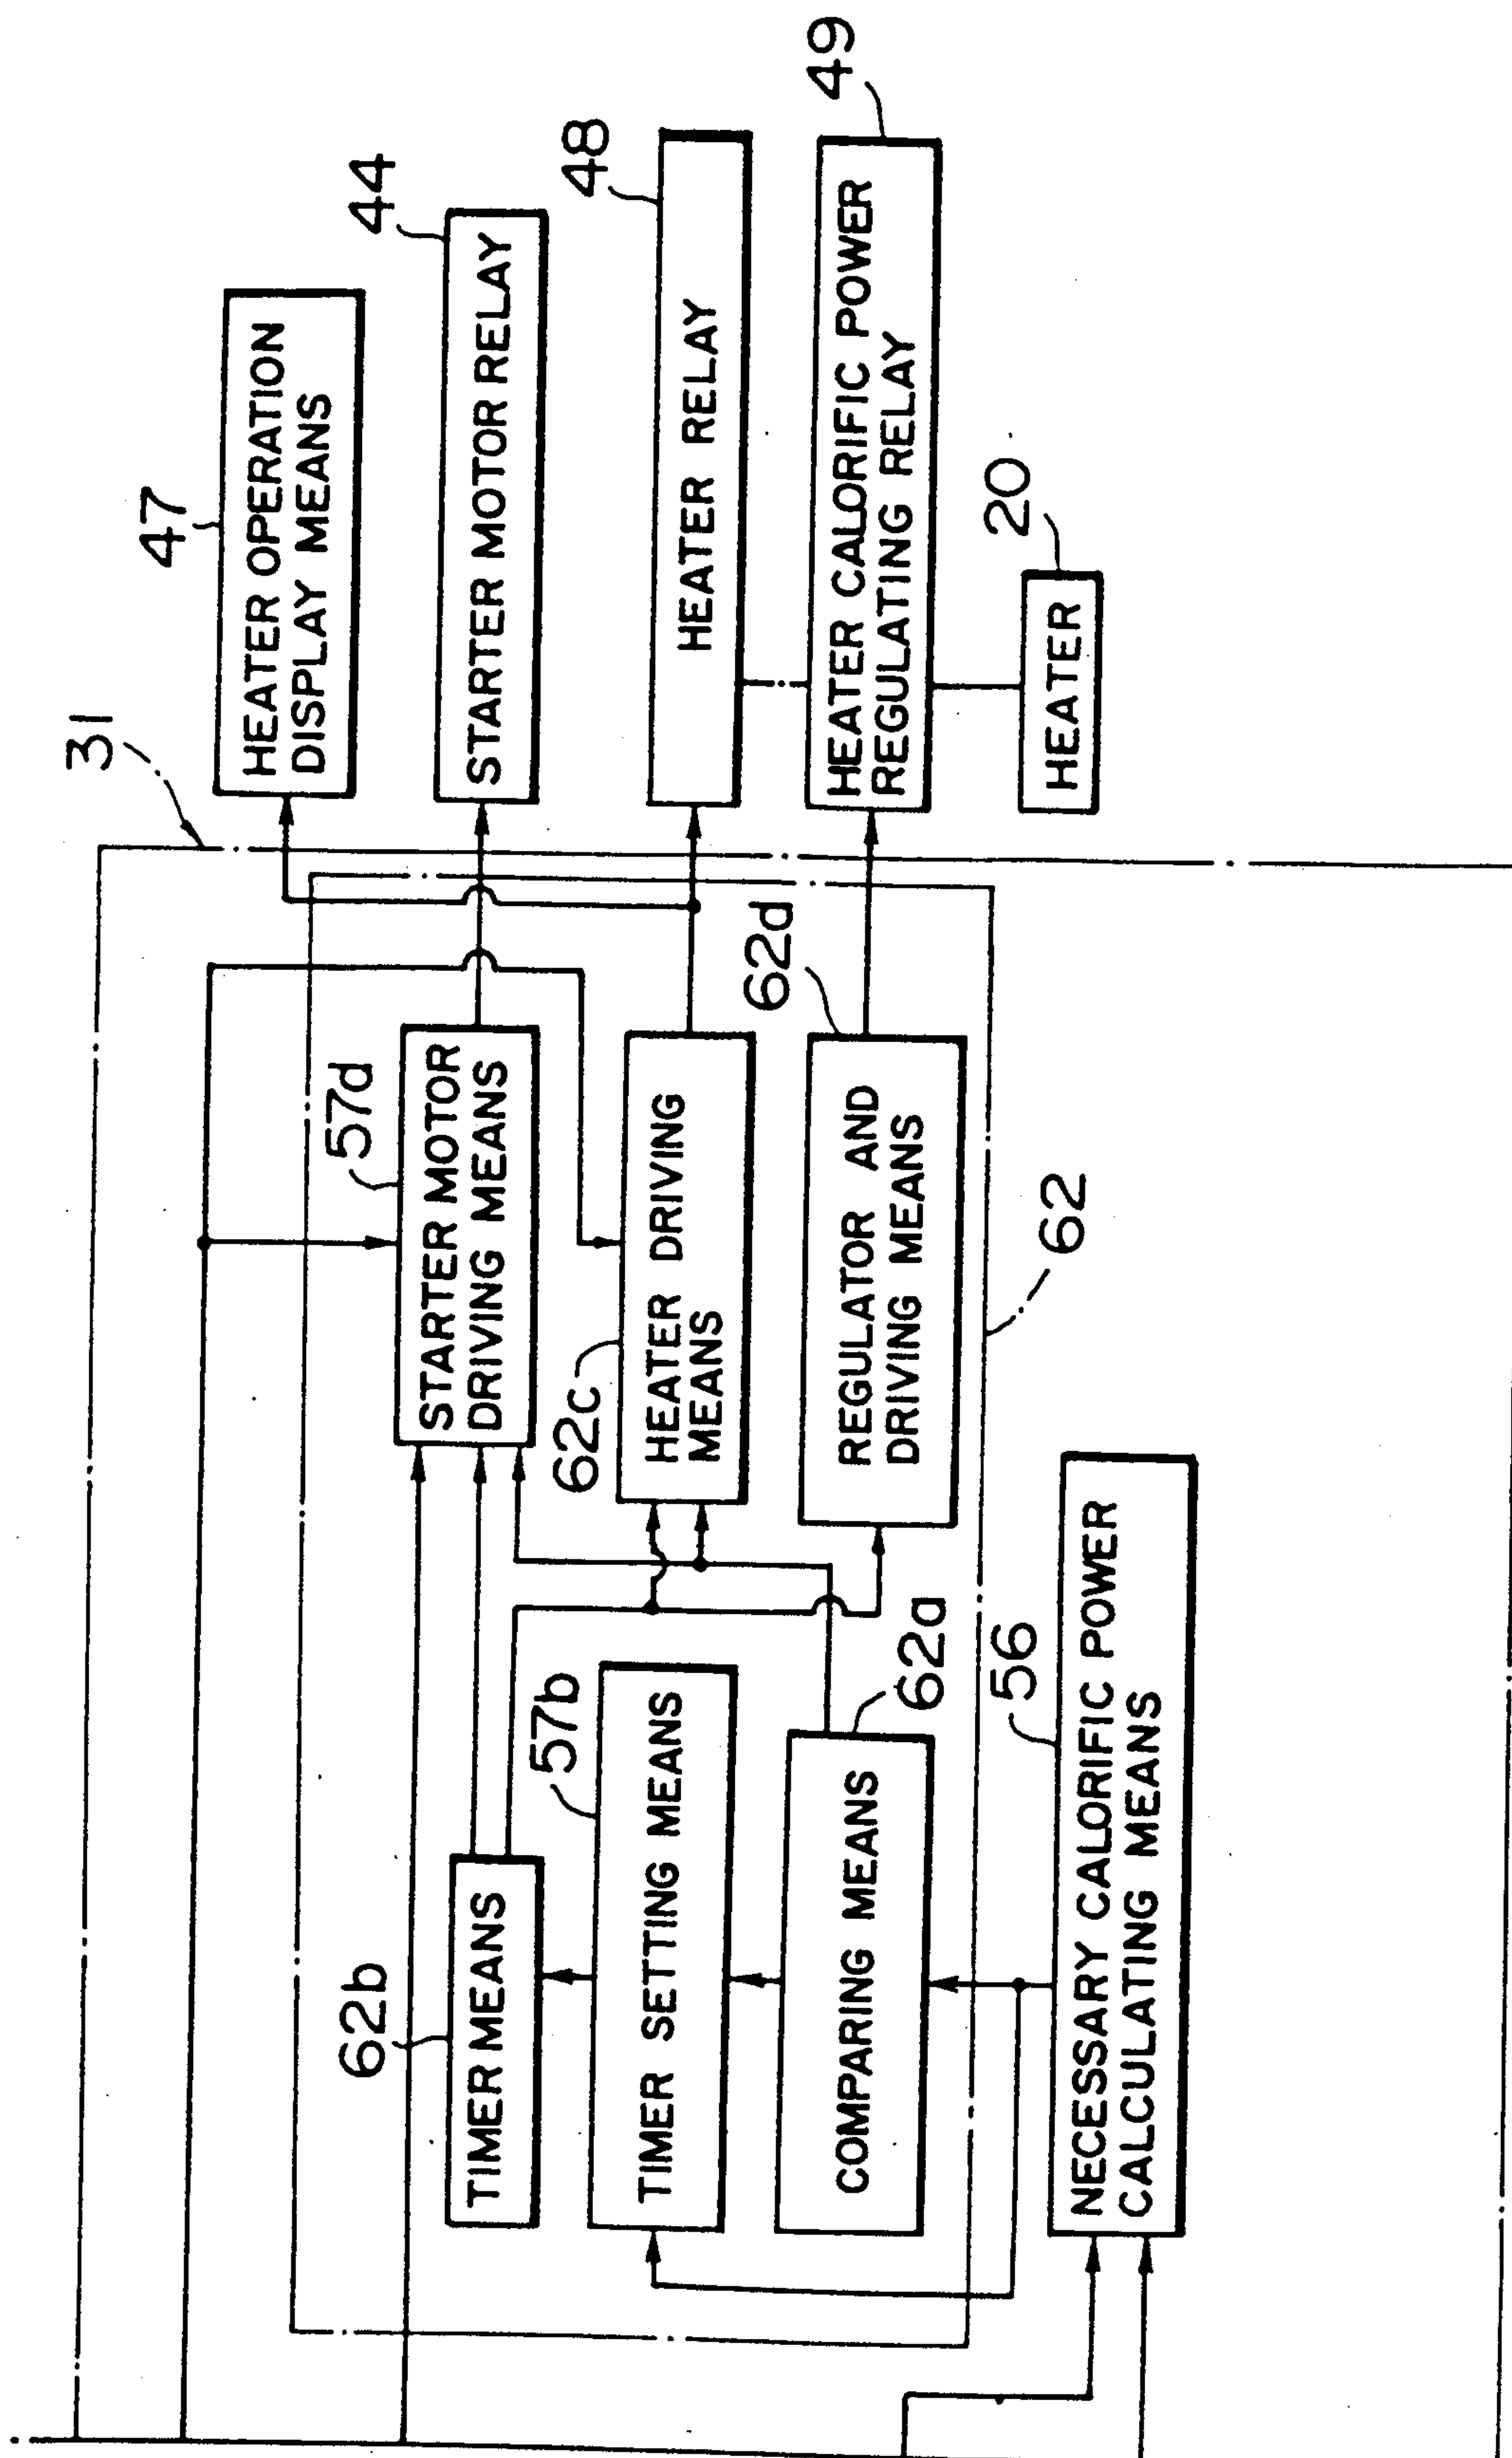 31
47
HEATER OPERATION
DISPLAY MEANS
44
STARTER MOTOR RELAY
57d
STARTER MOTOR
DRIVING MEANS
48
HEATER RELAY
62b
TIMER MEANS
62c
HEATER DRIVING
MEANS
57b
TIMER SETTING MEANS
49
HEATER CALORIFIC POWER
REGULATING RELAY
62d
REGULATOR AND
DRIVING MEANS
62a
COMPARING MEANS
20
HEATER
62
56
NECESSARY CALORIFIC POWER
CALCULATING MEANS